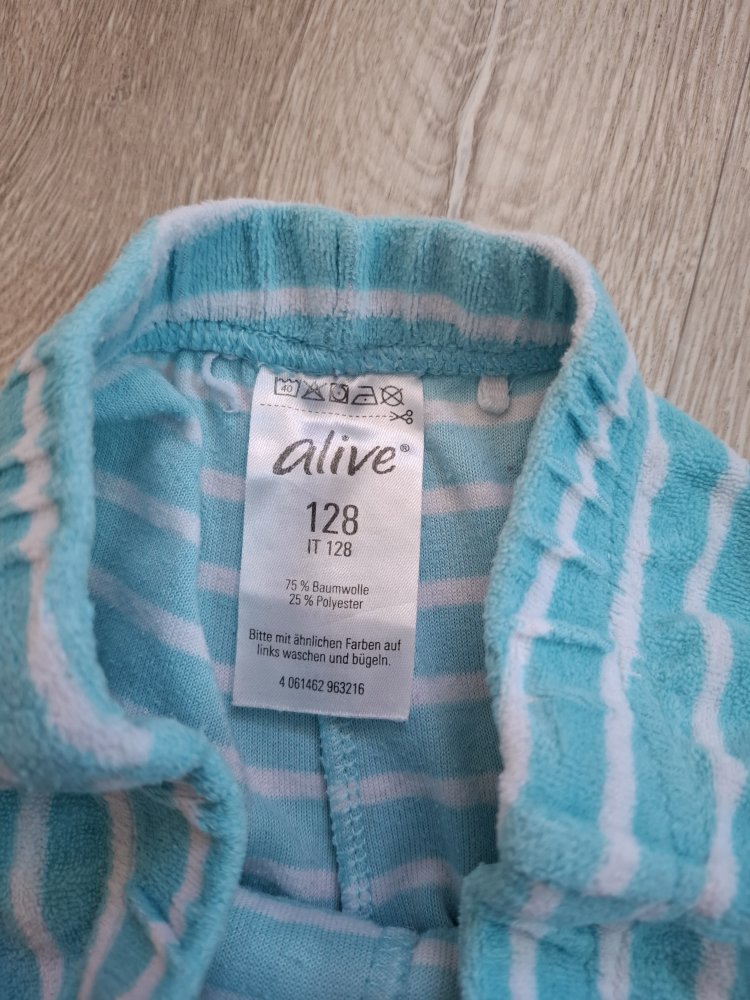 40
alive®
128
IT 128
75 % Baumwolle
25 % Polyester
Bitte mit ähnlichen Farben auf
links waschen und bügeln.
4 061462 963216